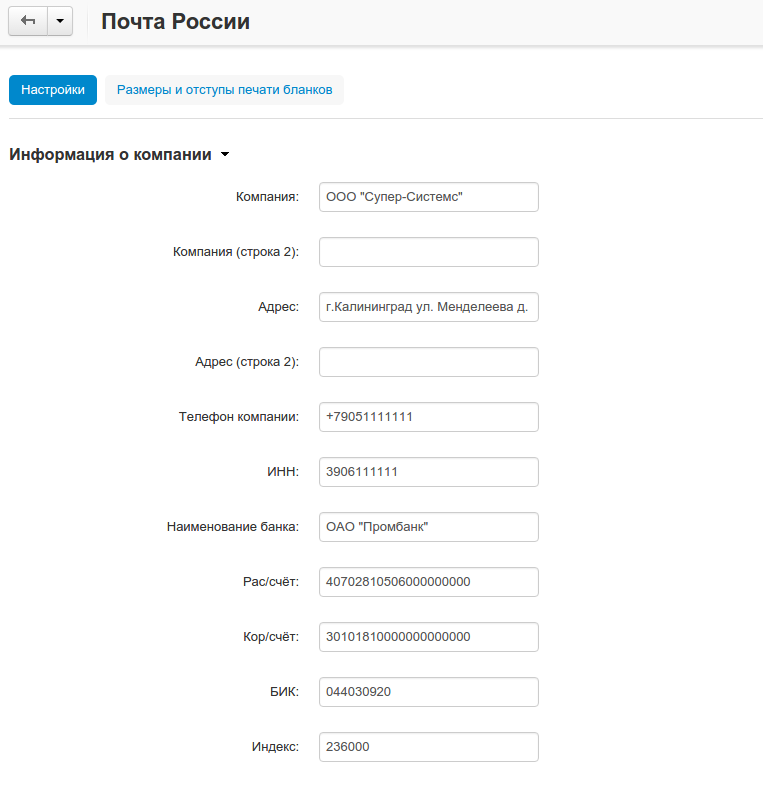 Почта России
Настройки Размеры и отступы печати бланков
Информация о компании
Компания: ООО "Супер-Системс"
Компания (строка 2):
Адрес: г.Калининград ул. Менделеева д.
Адрес (строка 2):
Телефон компании: +79051111111
ИНН: 3906111111
Наименование банка: ОАО "Промбанк"
Рас/счёт: 40702810506000000000
Кор/счёт: 30101810000000000000
БИК: 044030920
Индекс: 236000